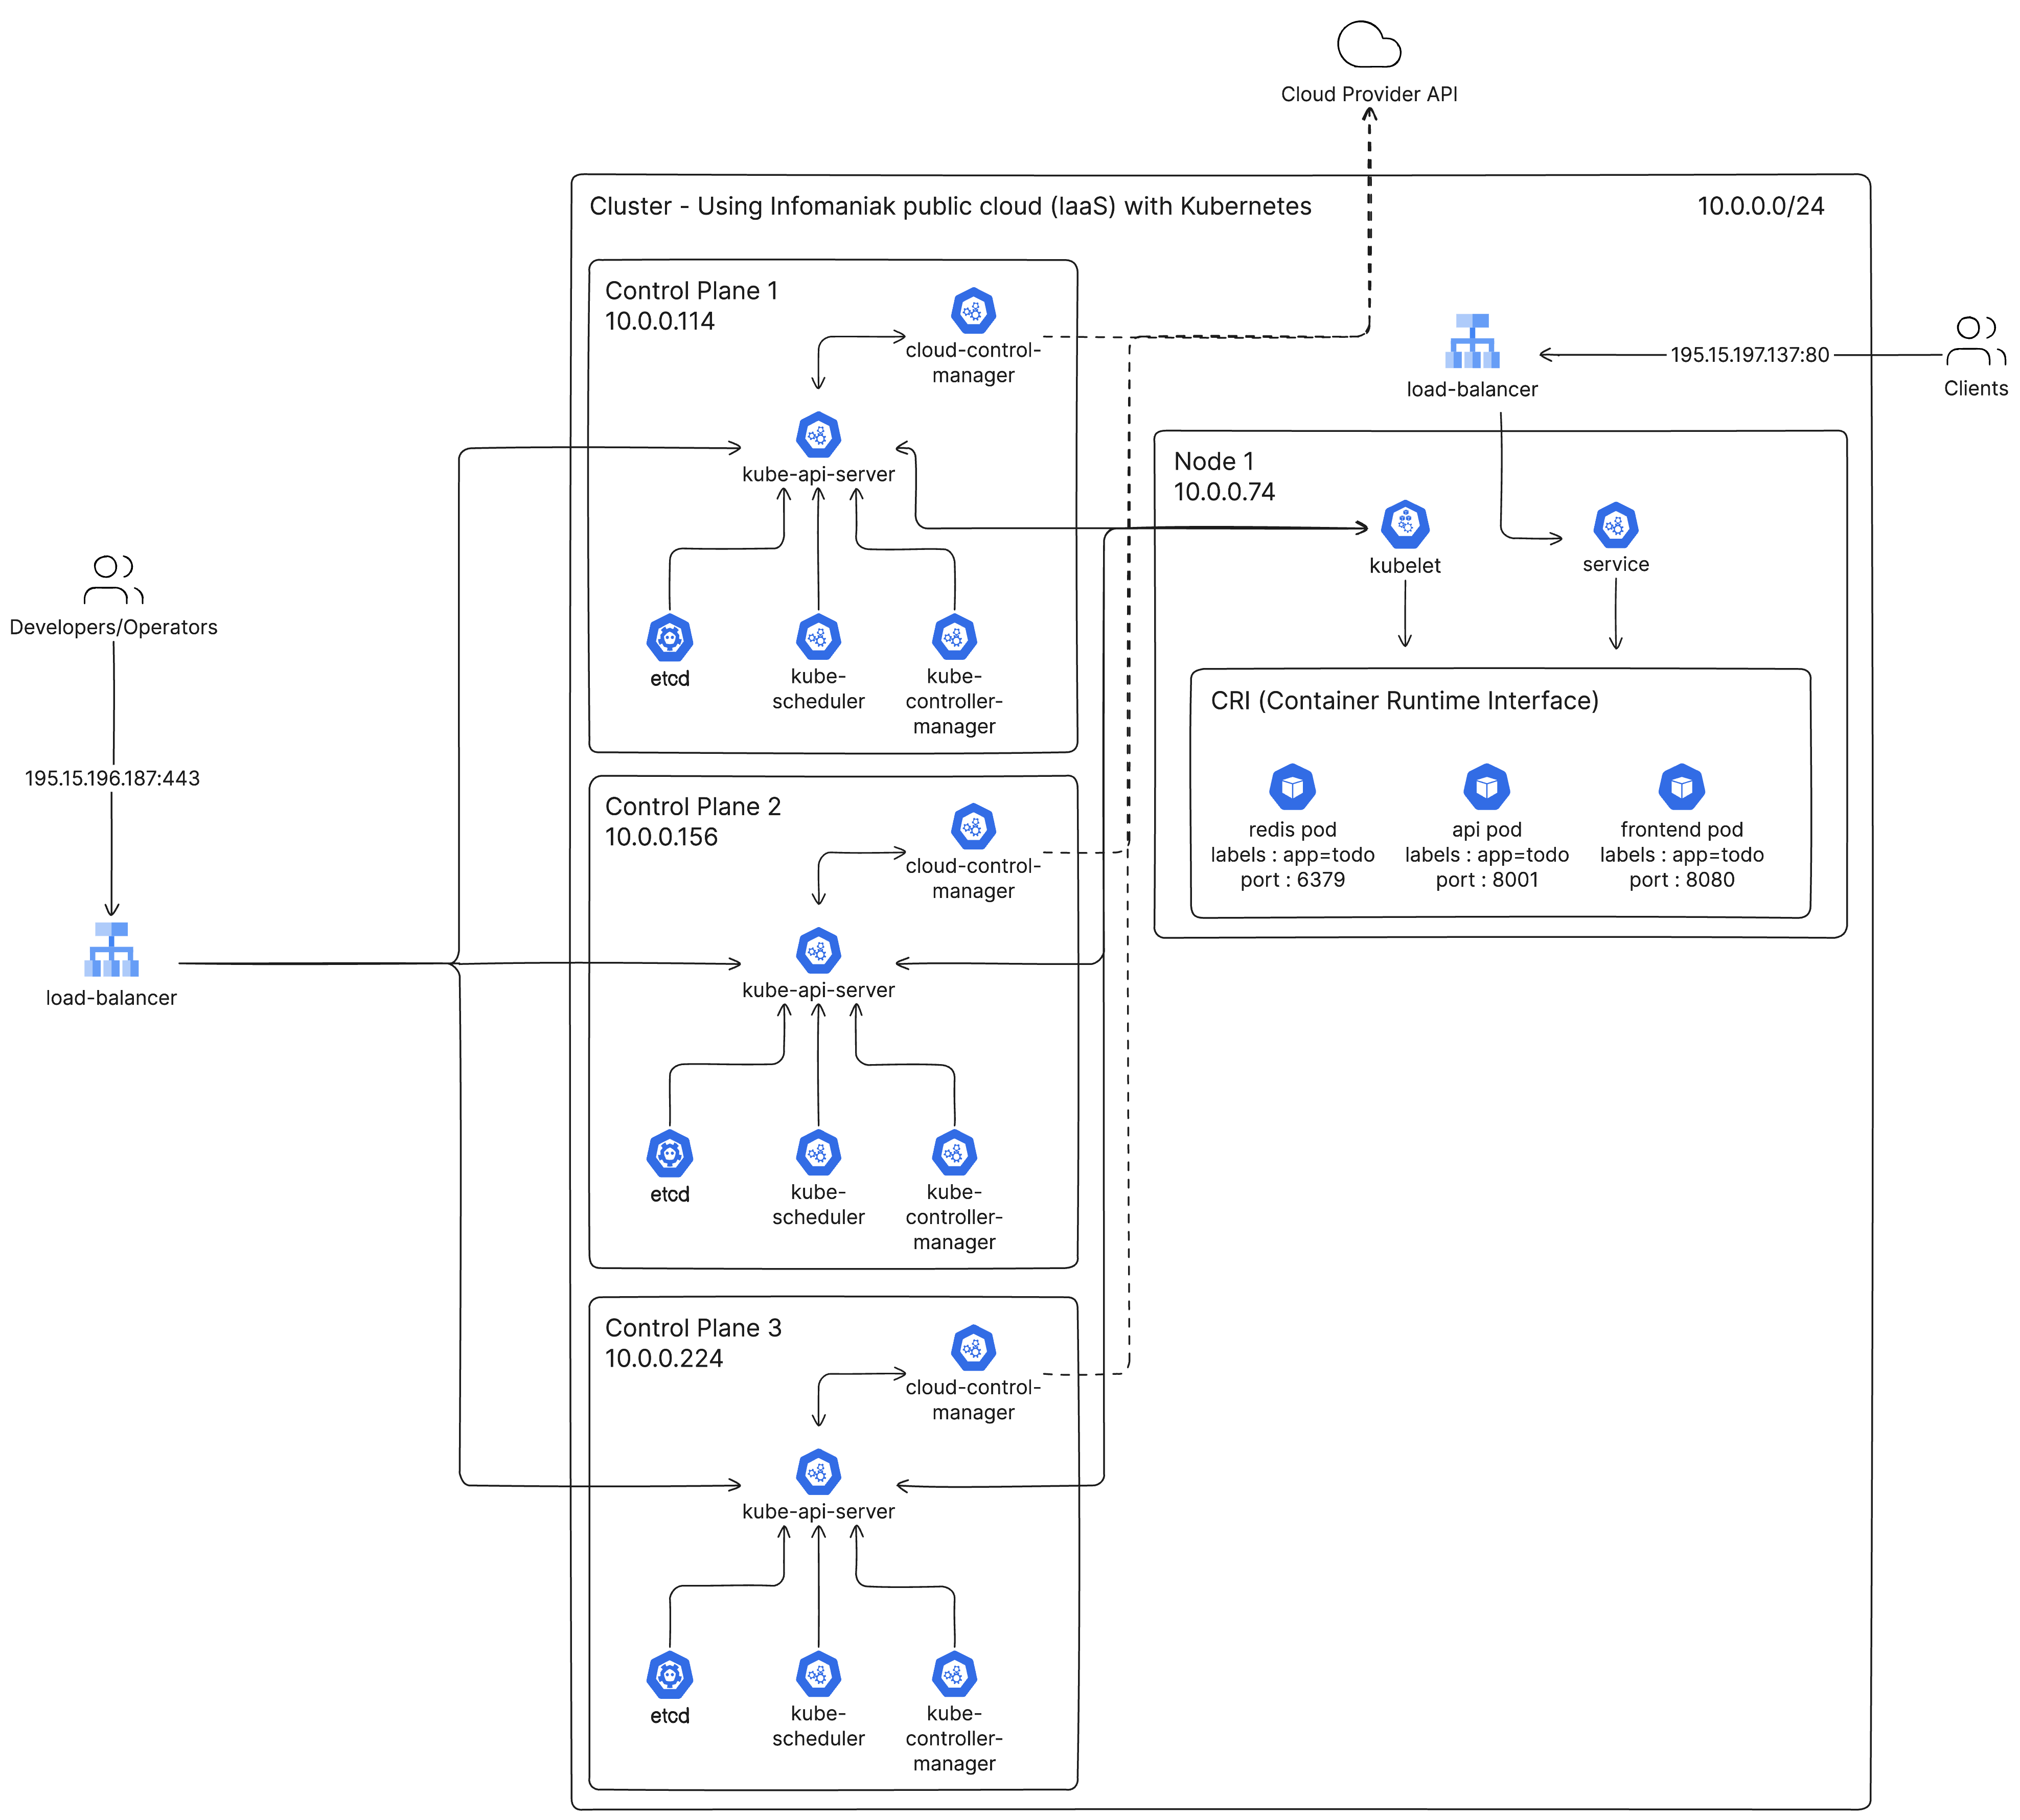 Cloud Provider API
Cluster - Using Infomaniak public cloud (IaaS) with Kubernetes
10.0.0.0/24
Control Plane 1
10.0.0.114
cloud-control-
manager
kube-api-server
etcd
kube-
scheduler
kube-
controller-
manager
Developers/Operators
195.15.196.187:443
load-balancer
Control Plane 2
10.0.0.156
cloud-control-
manager
kube-api-server
etcd
kube-
scheduler
kube-
controller-
manager
Control Plane 3
10.0.0.224
cloud-control-
manager
kube-api-server
etcd
kube-
scheduler
kube-
controller-
manager
load-balancer
195.15.197.137:80
Clients
Node 1
10.0.0.74
kubelet
service
CRI (Container Runtime Interface)
redis pod
labels : app=todo
port : 6379
api pod
labels : app=todo
port : 8001
frontend pod
labels : app=todo
port : 8080